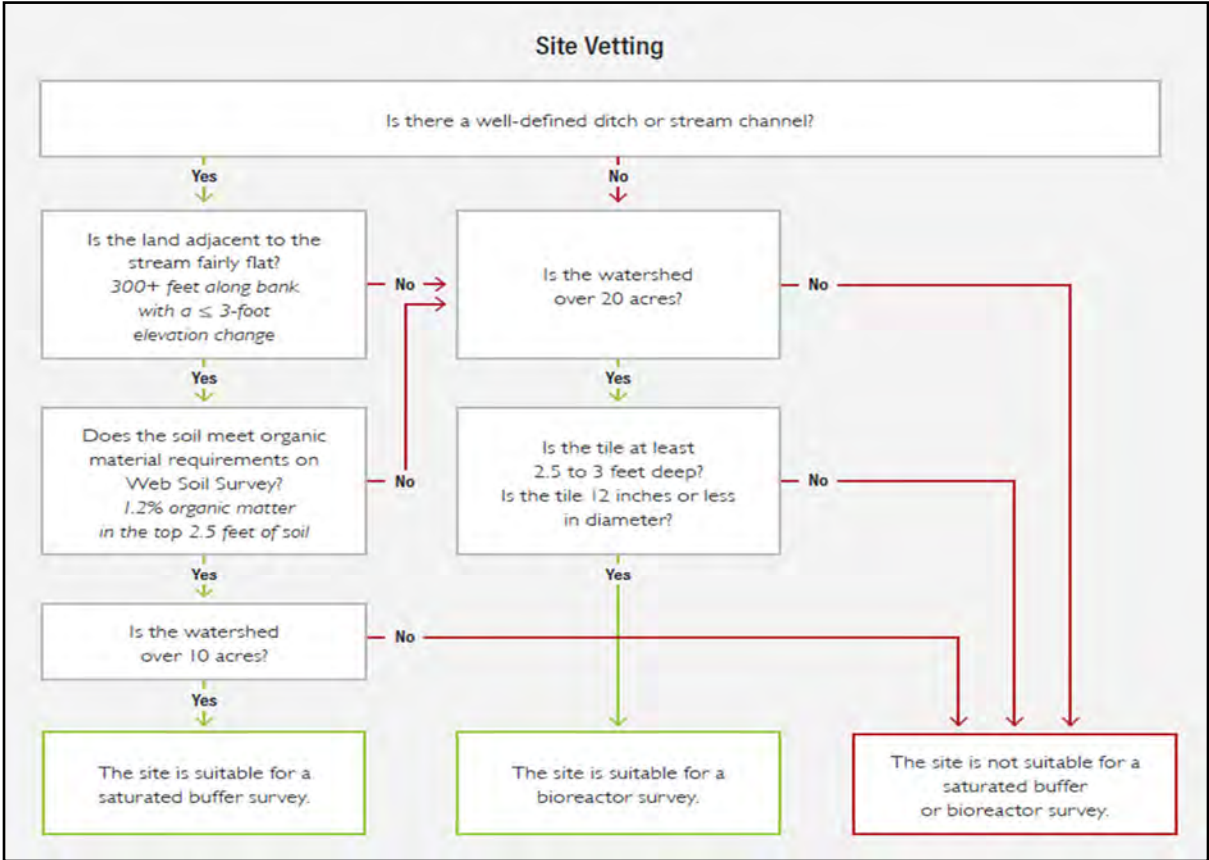 Site Vetting
Is there a well-defined ditch or stream channel?
Yes
No
Is the land adjacent to the
stream fairly flat?
300+ feet along bank
with a ≤ 3-foot
elevation change
No
Is the watershed
over 20 acres?
No
Yes
Yes
Does the soil meet organic
material requirements on
Web Soil Survey?
1.2% organic matter
in the top 2.5 feet of soil
No
Is the tile at least
2.5 to 3 feet deep?
Is the tile 12 inches or less
in diameter?
No
Yes
Yes
Is the watershed
over 10 acres?
No
Yes
The site is suitable for a
saturated buffer survey.
The site is suitable for a
bioreactor survey.
The site is not suitable for a
saturated buffer
or bioreactor survey.